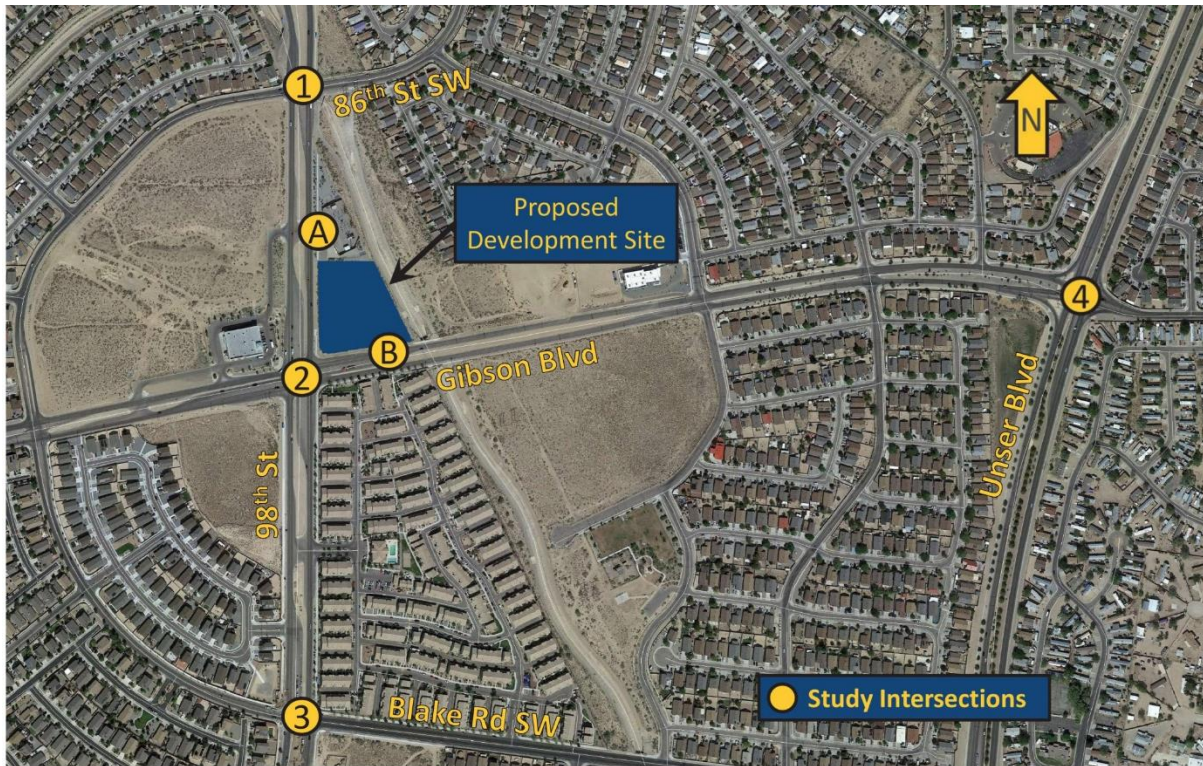 1
86th St SW
N
Proposed
Development Site
A
4
B
Gibson Blvd
2
Unser Blvd
98th St
Study Intersections
3
Blake Rd SW